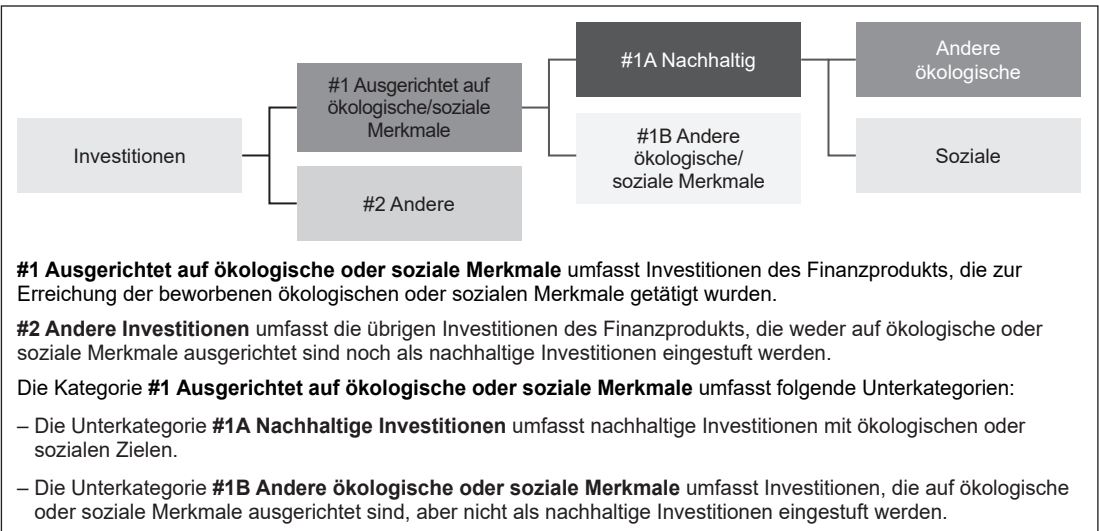 Investitionen
#1 Ausgerichtet auf
ökologische/soziale
Merkmale
#2 Andere
#1A Nachhaltig
#1B Andere
ökologische/
soziale Merkmale
Andere
ökologische
Soziale
#1 Ausgerichtet auf ökologische oder soziale Merkmale umfasst Investitionen des Finanzprodukts, die zur
Erreichung der beworbenen ökologischen oder sozialen Merkmale getätigt wurden.
#2 Andere Investitionen umfasst die übrigen Investitionen des Finanzprodukts, die weder auf ökologische oder
soziale Merkmale ausgerichtet sind noch als nachhaltige Investitionen eingestuft werden.
Die Kategorie #1 Ausgerichtet auf ökologische oder soziale Merkmale umfasst folgende Unterkategorien:
– Die Unterkategorie #1A Nachhaltige Investitionen umfasst nachhaltige Investitionen mit ökologischen oder
sozialen Zielen.
– Die Unterkategorie #1B Andere ökologische oder soziale Merkmale umfasst Investitionen, die auf ökologische
oder soziale Merkmale ausgerichtet sind, aber nicht als nachhaltige Investitionen eingestuft werden.